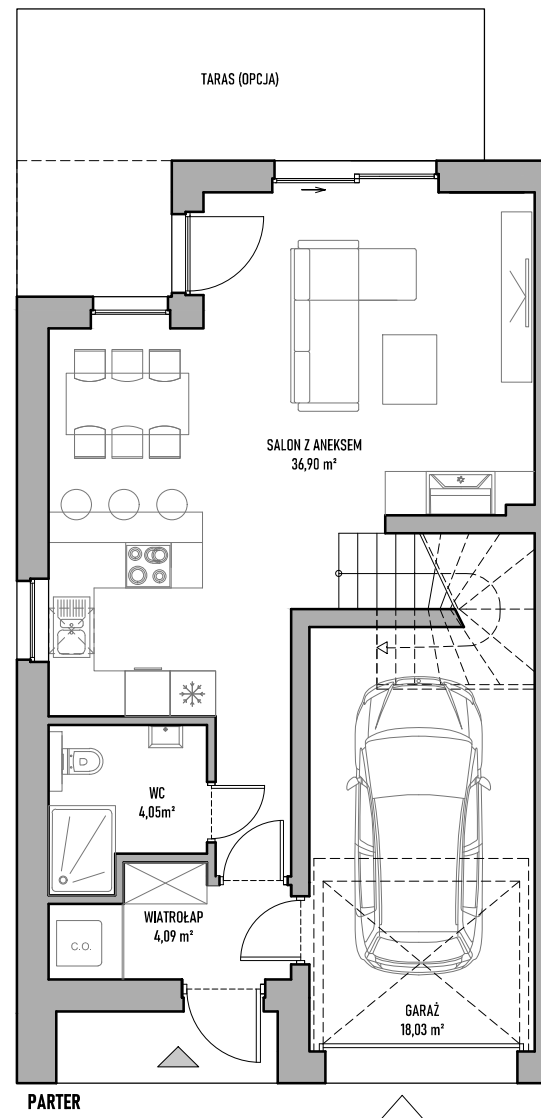 TARAS (OPCJA)
SALON Z ANEKSEM
36,90 m²
WC
4,05m²
WIATROŁAP
4,09 m²
C.O.
GARAŻ
18,03 m²
PARTER